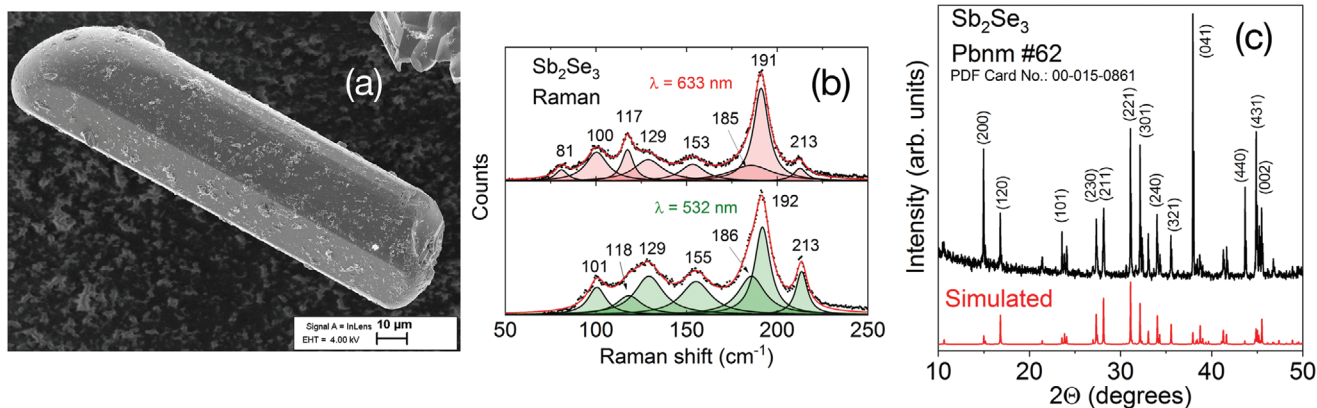 (a)
Signal A = InLens
EHT = 4.00 kV
10 µm
Sb₂Se₃
Raman
(b)
λ = 633 nm
81
100
117
129
153
185
191
213
λ = 532 nm
101
118
129
155
186
192
213
Counts
50 100 150 200 250
Raman shift (cm⁻¹)
Sb₂Se₃
Pbnm #62
PDF Card No.: 00-015-0861
(c)
(200)
(120)
(101)
(230)
(211)
(221)
(301)
(240)
(321)
(041)
(440)
(431)
(002)
Simulated
Intensity (arb. units)
10 20 30 40 50
2Θ (degrees)